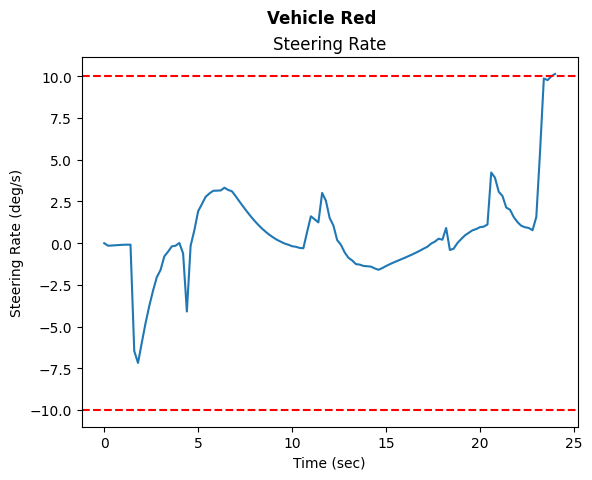 Vehicle Red
Steering Rate
10.0
7.5
5.0
2.5
0.0
−2.5
−5.0
−7.5
−10.0
Steering Rate (deg/s)
0 5 10 15 20 25
Time (sec)